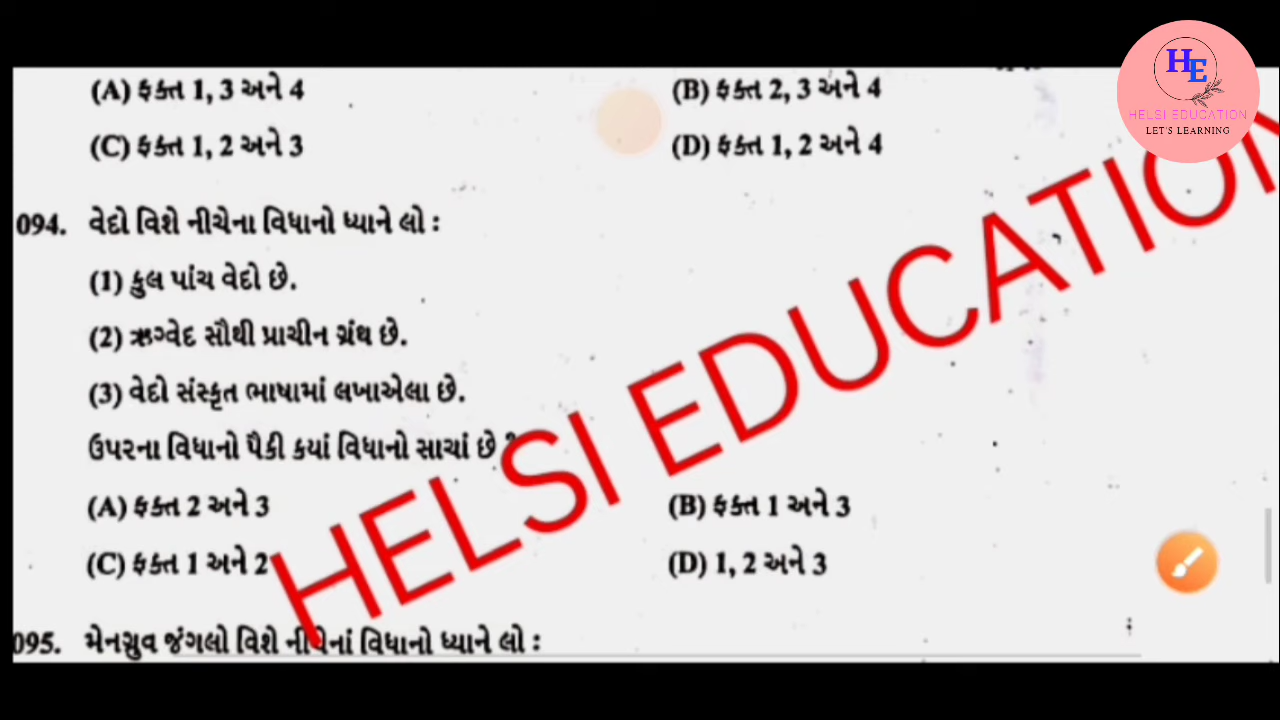 HE
HELSI EDUCATION
LET'S LEARNING
(A) ફક્ત 1, 3 અને 4
(B) ફક્ત 2, 3 અને 4
(C) ફક્ત 1, 2 અને 3
(D) ફક્ત 1, 2 અને 4
094. વેદો વિશે નીચેના વિધાનો ધ્યાને લો :
(1) કુલ પાંચ વેદો છે.
(2) ઋગ્વેદ સૌથી પ્રાચીન ગ્રંથ છે.
(3) વેદો સંસ્કૃત ભાષામાં લખાએલા છે.
ઉપરના વિધાનો પૈકી કયાં વિધાનો સાચાં છે ?
(A) ફક્ત 2 અને 3
(B) ફક્ત 1 અને 3
(C) ફક્ત 1 અને 2
(D) 1, 2 અને 3
095. મેનગ્રુવ જંગલો વિશે નીચેનાં વિધાનો ધ્યાને લો :
HELSI EDUCATION